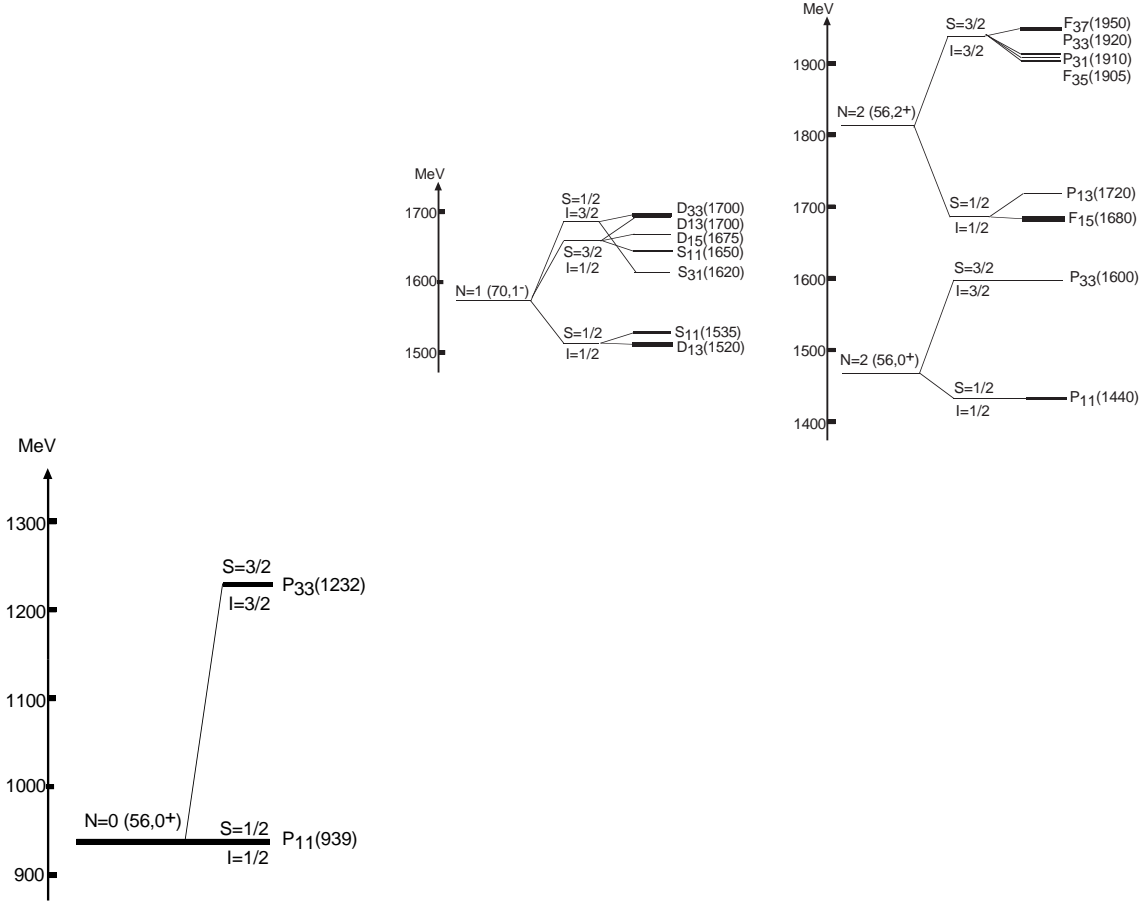 MeV
1900
1800
1700
1600
1500
1400
N=2 (56,2+)
S=3/2
I=3/2
F37(1950)
P33(1920)
P31(1910)
F35(1905)
S=1/2
I=1/2
P13(1720)
F15(1680)
N=2 (56,0+)
S=3/2
I=3/2
P33(1600)
S=1/2
I=1/2
P11(1440)
MeV
1700
1600
1500
N=1 (70,1-)
S=1/2
I=3/2
S=3/2
I=1/2
D33(1700)
D13(1700)
D15(1675)
S11(1650)
S31(1620)
S=1/2
I=1/2
S11(1535)
D13(1520)
MeV
1300
1200
1100
1000
900
S=3/2
I=3/2
P33(1232)
N=0 (56,0+)
S=1/2
I=1/2
P11(939)